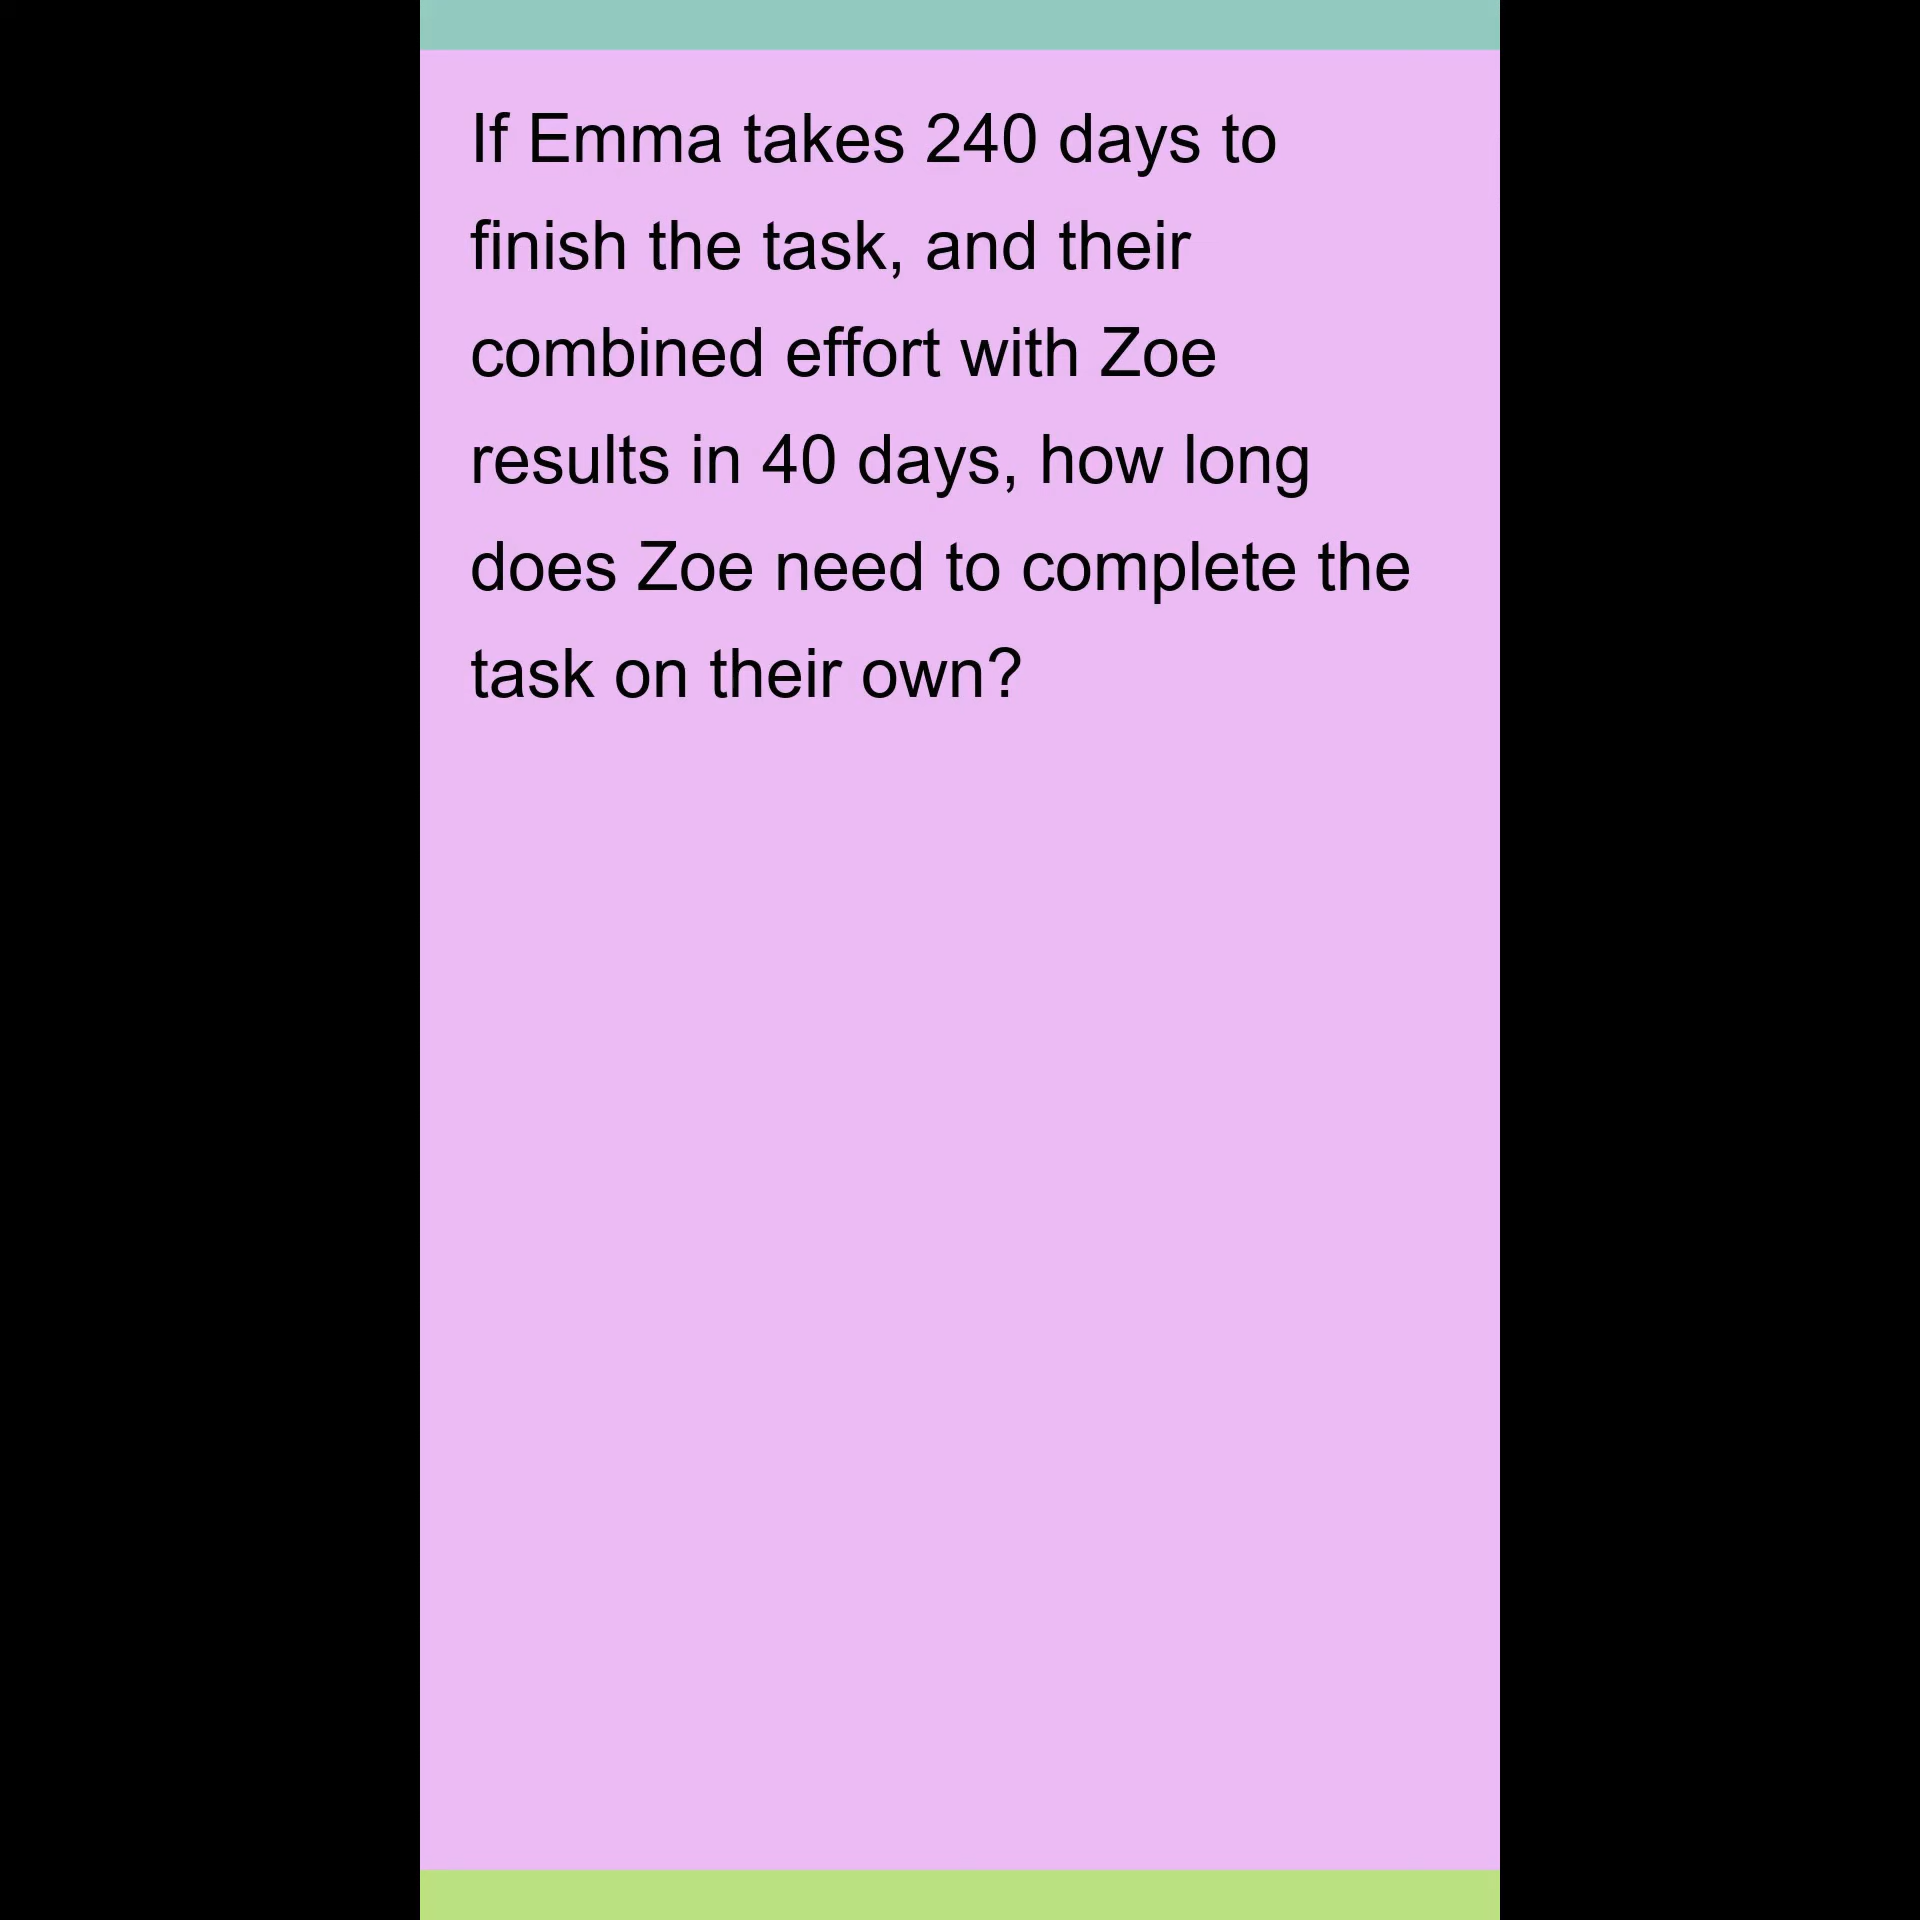 If Emma takes 240 days to
finish the task, and their
combined effort with Zoe
results in 40 days, how long
does Zoe need to complete the
task on their own?